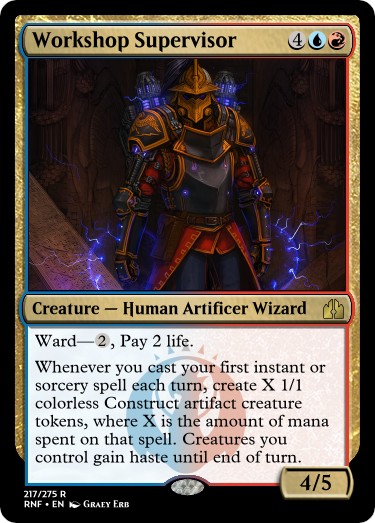 Workshop Supervisor 4
Creature — Human Artificer Wizard
Ward—2, Pay 2 life.
Whenever you cast your first instant or
sorcery spell each turn, create X 1/1
colorless Construct artifact creature
tokens, where X is the amount of mana
spent on that spell. Creatures you
control gain haste until end of turn.
4/5
217/275 R
RNF • EN Graey Erb